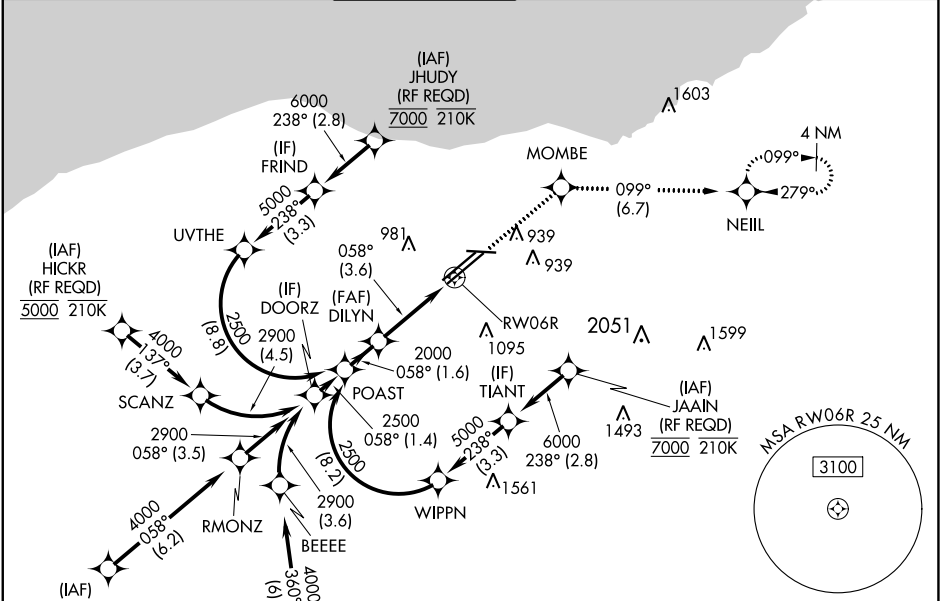 (IAF)
JHUDY
(RF REQD)
7000 210K
6000
238° (2.8)
1603
(IF)
FRIND
MOMBE
4 NM
099°
279°
099°
(6.7)
NEIIL
5000
238°
(3.3)
UVTHE
981
939
939
058°
(3.6)
(IAF)
HICKR
(RF REQD)
5000 210K
(IF)
DOORZ
(FAF)
DILYN
2500
(8.8)
2900
(4.5)
RW06R
1095
2051
1599
4000
137°
(3.7)
2000
058° (1.6)
(IF)
TIANT
POAST
SCANZ
(IAF)
JAAIN
(RF REQD)
7000 210K
2500
058° (1.4)
1493
6000
238° (2.8)
5000
238°
(3.3)
2900
058° (3.5)
2500
(8.2)
MSA RW06R 25 NM
3100
1561
WIPPN
2900
(3.6)
RMONZ
BEEEE
4000
058°
(6.2)
4000
360°
(6)
(IAF)